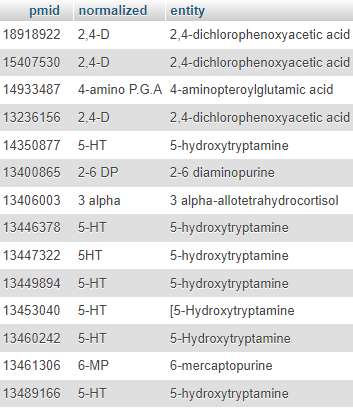 pmid normalized entity
18918922 2,4-D 2,4-dichlorophenoxyacetic acid
15407530 2,4-D 2,4-dichlorophenoxyacetic acid
14933487 4-amino P.G.A 4-aminopteroylglutamic acid
13236156 2,4-D 2,4-dichlorophenoxyacetic acid
14350877 5-HT 5-hydroxytryptamine
13400865 2-6 DP 2-6 diaminopurine
13406003 3 alpha 3 alpha-allotetrahydrocortisol
13446378 5-HT 5-hydroxytryptamine
13447322 5HT 5-hydroxytryptamine
13449894 5-HT 5-hydroxytryptamine
13453040 5-HT [5-Hydroxytryptamine
13460242 5-HT 5-Hydroxytryptamine
13461306 6-MP 6-mercaptopurine
13489166 5-HT 5-hydroxytryptamine